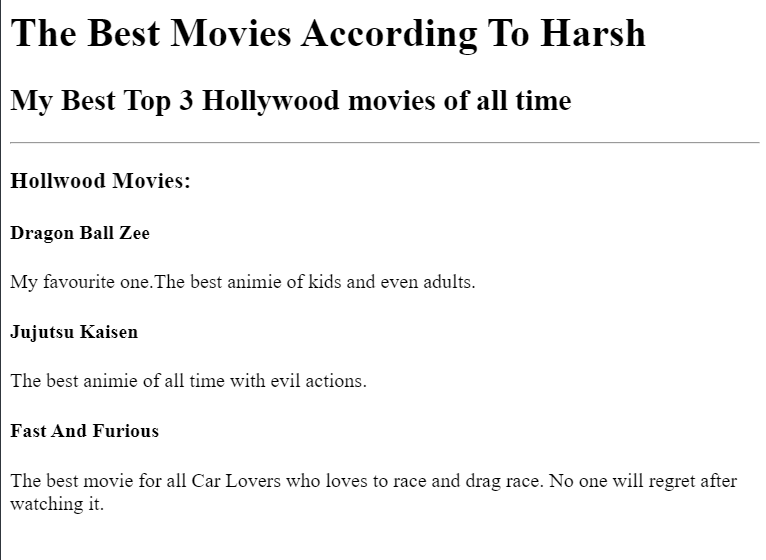 The Best Movies According To Harsh
My Best Top 3 Hollywood movies of all time
Hollwood Movies:
Dragon Ball Zee
My favourite one.The best animie of kids and even adults.
Jujutsu Kaisen
The best animie of all time with evil actions.
Fast And Furious
The best movie for all Car Lovers who loves to race and drag race. No one will regret after
watching it.